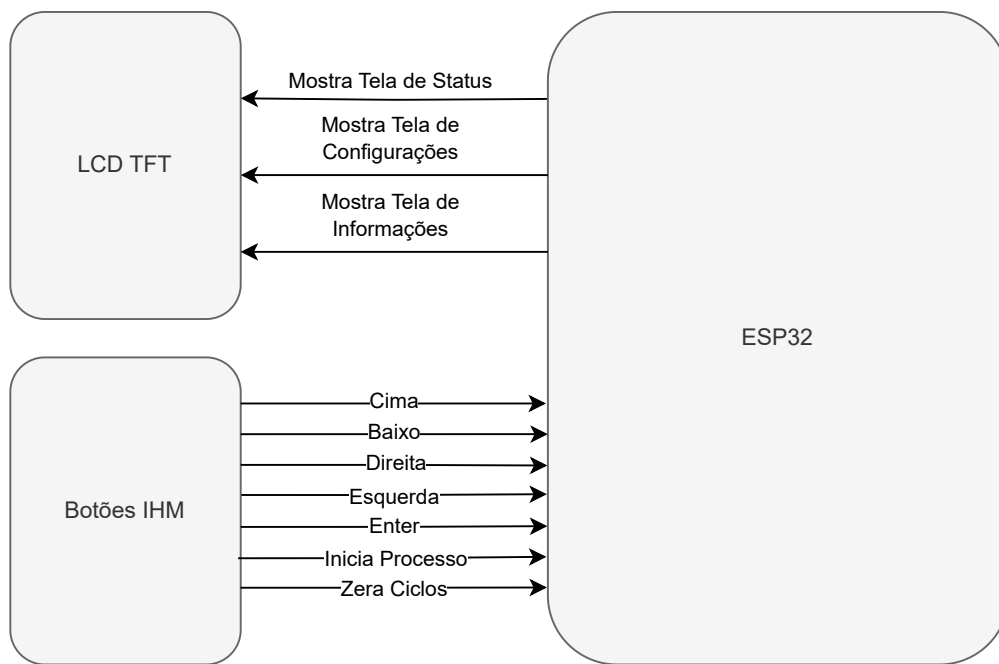 Mostra Tela de Status
Mostra Tela de
Configurações
LCD TFT
Mostra Tela de
Informações
ESP32
Cima
Baixo
Direita
Esquerda
Botões IHM
Enter
Inicia Processo
Zera Ciclos